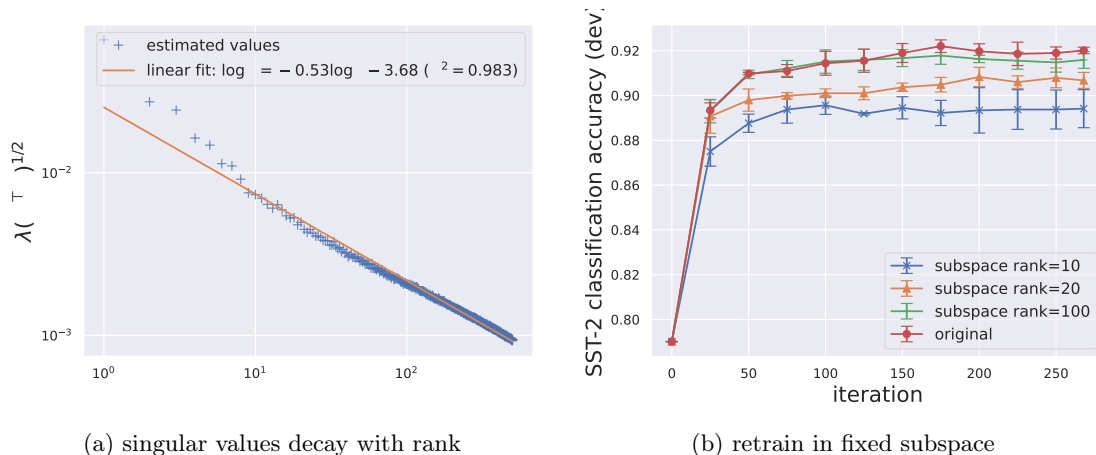 estimated values
linear fit: log = − 0.53log − 3.68 ( ² = 0.983)
λ( ⊤ )^{1/2}
10⁻²
10⁻³
10⁰
10¹
10²
(a) singular values decay with rank
SST-2 classification accuracy (dev)
0.92
0.90
0.88
0.86
0.84
0.82
0.80
subspace rank=10
subspace rank=20
subspace rank=100
original
0 50 100 150 200 250
iteration
(b) retrain in fixed subspace